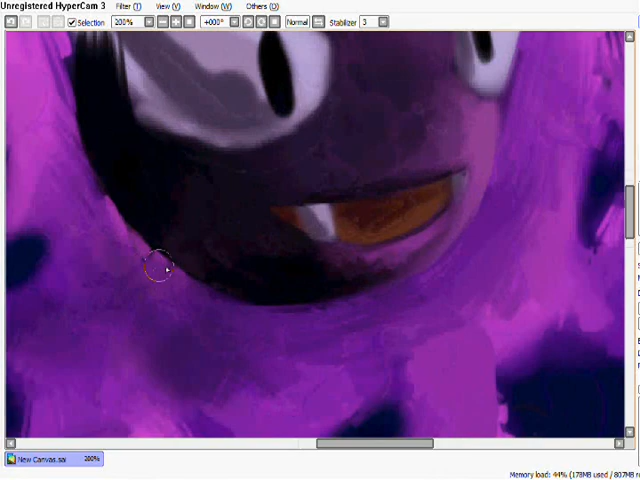 Unregistered HyperCam 3
Filter (T) View (V) Window (W) Others (O)
Selection 200% +000° Normal Stabilizer 3
New Canvas.sai 200%
Memory load: 44% (178MB used / 807MB